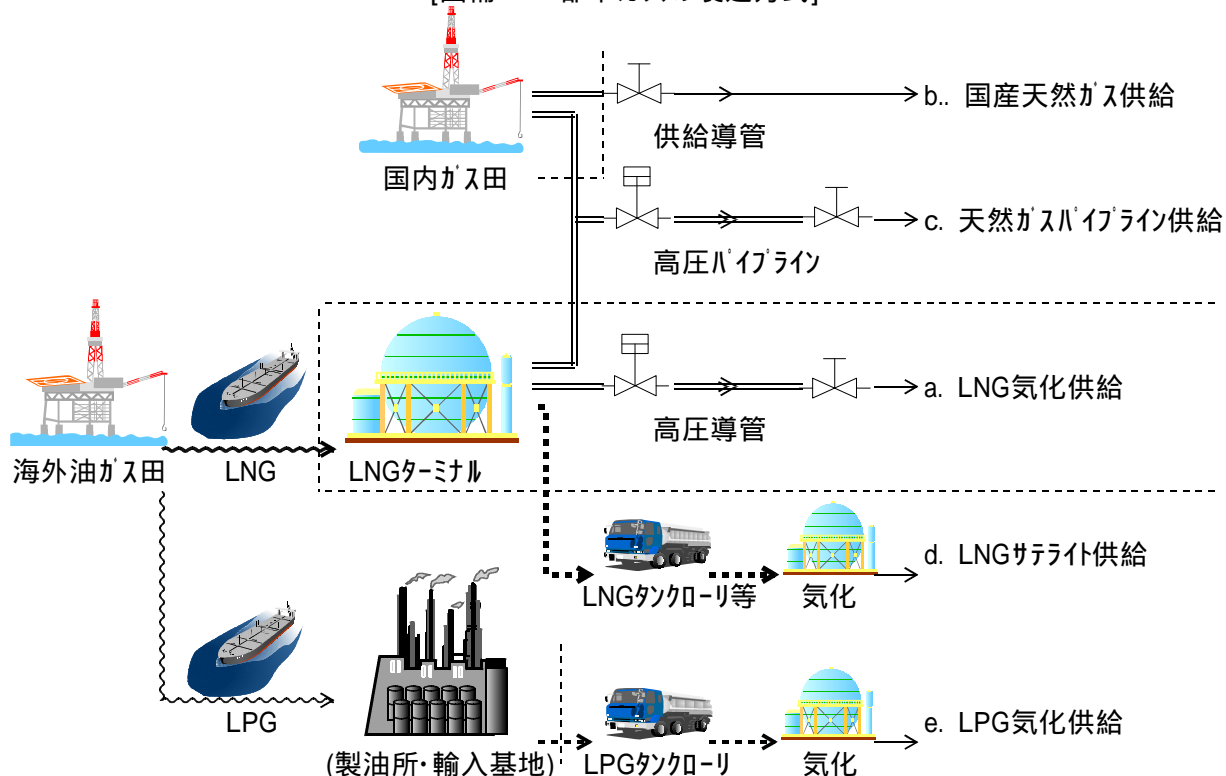 b.. 国産天然ガス供給
供給導管
国内ガス田
c. 天然ガスパイプライン供給
高圧パイプライン
a. LNG気化供給
高圧導管
海外油ガス田
LNG
LNGターミナル
d. LNGサテライト供給
LNGタンクローリ等
気化
LPG
e. LPG気化供給
(製油所・輸入基地)
LPGタンクローリ
気化